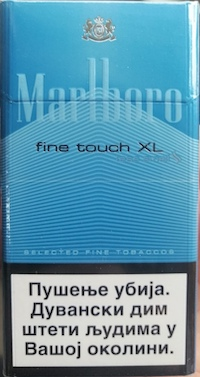 Marlboro
fine touch XL
SELECTED FINE TOBACCOS
Пушење убија.
Дувански дим
штети људима у
Вашој околини.